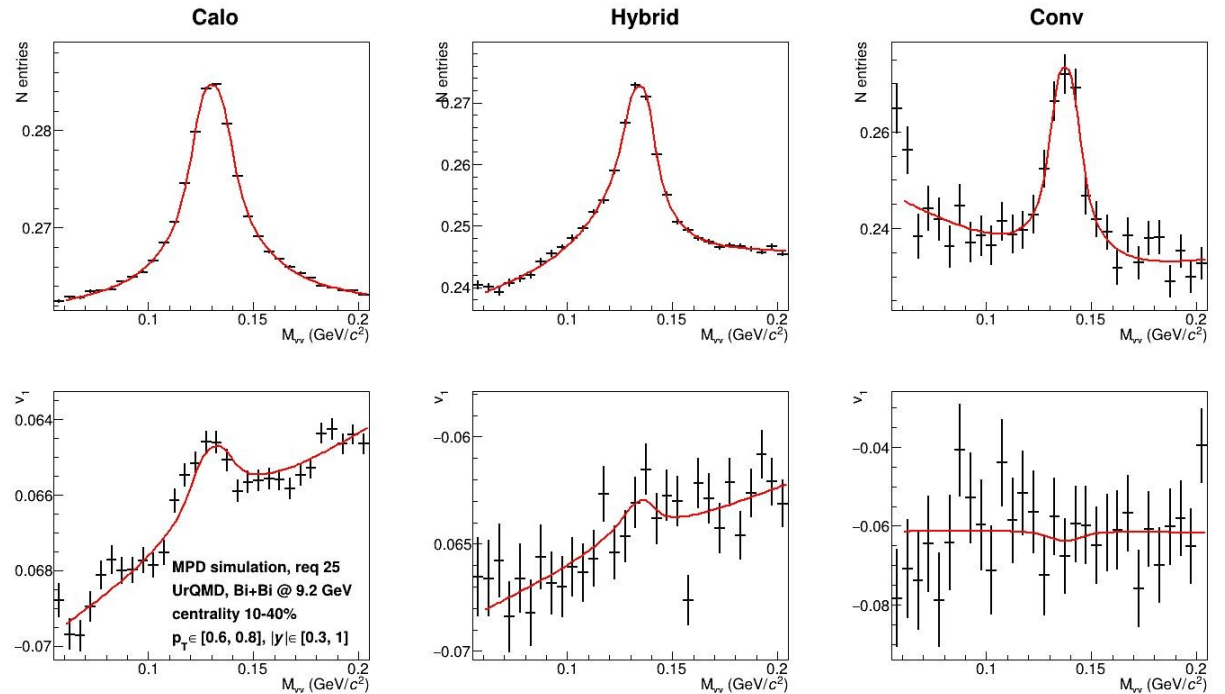 Calo
Hybrid
Conv
N entries
0.28
0.27
0.1
0.15
0.2
M_γγ (GeV/c²)
N entries
0.27
0.26
0.25
0.24
0.1
0.15
0.2
M_γγ (GeV/c²)
N entries
0.26
0.24
0.1
0.15
0.2
M_γγ (GeV/c²)
v₁
0.064
0.066
0.068
−0.07
0.1
0.15
0.2
M_γγ (GeV/c²)
MPD simulation, req 25
UrQMD, Bi+Bi @ 9.2 GeV
centrality 10-40%
p_T ∈ [0.6, 0.8], |y| ∈ [0.3, 1]
v₁
−0.06
0.065
−0.07
0.1
0.15
0.2
M_γγ (GeV/c²)
v₁
−0.04
−0.06
−0.08
0.1
0.15
0.2
M_γγ (GeV/c²)